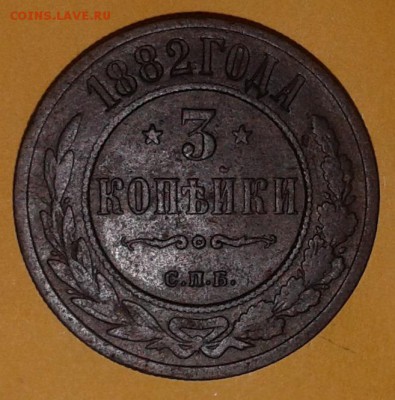 COINS.LAVE.RU
1882 ГОДА
3
КОПѢЙКИ
С.П.Б.